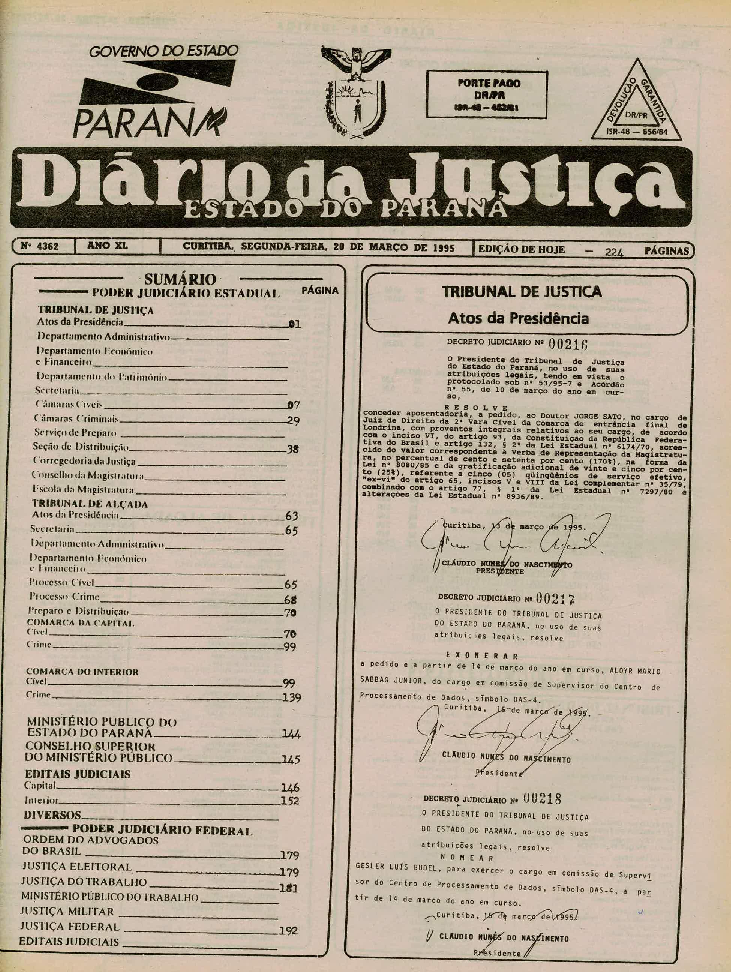 GOVERNO DO ESTADO
PARANÁ
PORTE PAGO
DR/PR
ISR-48 — 652/81
DEVOLUÇÃO GARANTIDA
DR/PR
ISR-48 — 656/81
Diário da Justiça
ESTADO DO PARANÁ
Nº 4362 ANO XL CURITIBA, SEGUNDA-FEIRA, 20 DE MARÇO DE 1995 EDIÇÃO DE HOJE — 224 PÁGINAS
SUMÁRIO
PODER JUDICIÁRIO ESTADUAL PÁGINA
TRIBUNAL DE JUSTIÇA
Atos da Presidência 01
Departamento Administrativo
Departamento Econômico
e Financeiro
Departamento do Patrimônio
Secretaria
Câmaras Cíveis 07
Câmaras Criminais 29
Serviço de Preparo
Seção de Distribuição 38
Corregedoria da Justiça
Conselho da Magistratura
Escola da Magistratura
TRIBUNAL DE ALÇADA
Atos da Presidência 63
Secretaria 65
Departamento Administrativo
Departamento Econômico
e Financeiro
Processo Cível 65
Processo Crime 68
Preparo e Distribuição 70
COMARCA DA CAPITAL
Cível 70
Crime 99
COMARCA DO INTERIOR
Cível 99
Crime 139
MINISTÉRIO PUBLICO DO
ESTADO DO PARANÁ 144
CONSELHO SUPERIOR
DO MINISTÉRIO PÚBLICO 145
EDITAIS JUDICIAIS
Capital 146
Interior 152
DIVERSOS
PODER JUDICIÁRIO FEDERAL
ORDEM DO ADVOGADOS
DO BRASIL 179
JUSTIÇA ELEITORAL 179
JUSTIÇA DO TRABALHO 181
MINISTÉRIO PÚBLICO DO TRABALHO
JUSTIÇA MILITAR
JUSTIÇA FEDERAL 192
EDITAIS JUDICIAIS
TRIBUNAL DE JUSTIÇA
Atos da Presidência
DECRETO JUDICIÁRIO Nº 00216
O Presidente do Tribunal de Justiça
do Estado do Paraná, no uso de suas
atribuições legais, tendo em vista o
protocolado sob nº 53/95-7 e Acórdão
nº 55, de 10 de março do ano em cur-
so,
R E S O L V E
conceder aposentadoria, a pedido, ao Doutor JORGE SATO, no cargo de
Juiz de Direito da 2ª Vara Cível da Comarca de entrância final de
Londrina, com proventos integrais relativos ao seu cargo, de acordo
com o inciso VI, do artigo 93, da Constituição da República Federa-
tiva do Brasil e artigo 132, § 2º da Lei Estadual nº 6174/70, acres-
cido do valor correspondente a Verba de Representação da Magistratu-
ra, no percentual de cento e setenta por cento (170%), na forma da
Lei nº 8080/85 e da gratificação adicional de vinte e cinco por cen-
to (25%), referente a cinco (05) qüinqüênios de serviço efetivo,
"ex-vi" do artigo 65, incisos V e VIII da Lei Complementar nº 35/79,
combinado com o artigo 77, § 1º da Lei Estadual nº 7297/80 e
alterações da Lei Estadual nº 8936/89.
Curitiba, 13 de março de 1995.
CLÁUDIO NUNES DO NASCIMENTO
PRESIDENTE
DECRETO JUDICIÁRIO Nº 00217
O PRESIDENTE DO TRIBUNAL DE JUSTIÇA
DO ESTADO DO PARANÁ, no uso de suas
atribuições legais, resolve
E X O N E R A R
a pedido e a partir de 14 de março do ano em curso, ALOYR MARIO
SABBAG JUNIOR, do cargo em comissão de Supervisor do Centro de
Processamento de Dados, símbolo DAS-4.
Curitiba, 15 de março de 1995.
CLÁUDIO NUNES DO NASCIMENTO
Presidente
DECRETO JUDICIÁRIO Nº 00218
O PRESIDENTE DO TRIBUNAL DE JUSTIÇA
DO ESTADO DO PARANÁ, no uso de suas
atribuições legais, resolve
N O M E A R
GESLER LUIS BUDEL, para exercer o cargo em comissão de Supervi
sor do Centro de Processamento de Dados, símbolo DAS-4, a par
tir de 14 de março do ano em curso.
Curitiba, 15 de março de 1995.
CLÁUDIO NUNES DO NASCIMENTO
Presidente